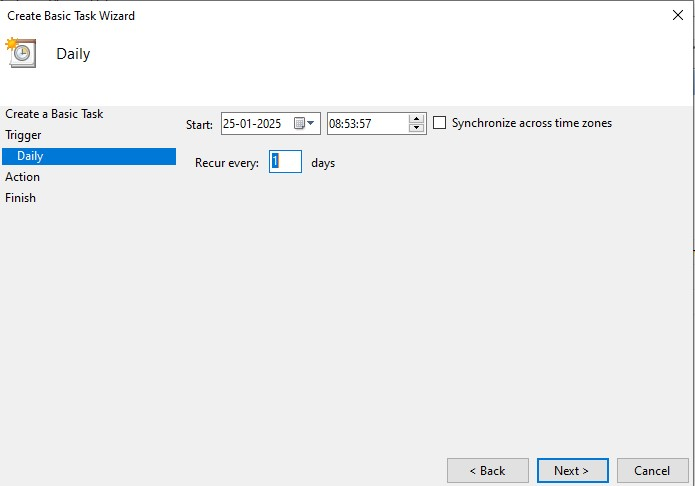 Create Basic Task Wizard
Daily
Create a Basic Task
Trigger
Daily
Action
Finish
Start: 25-01-2025 08:53:57 Synchronize across time zones
Recur every: 1 days
< Back Next > Cancel